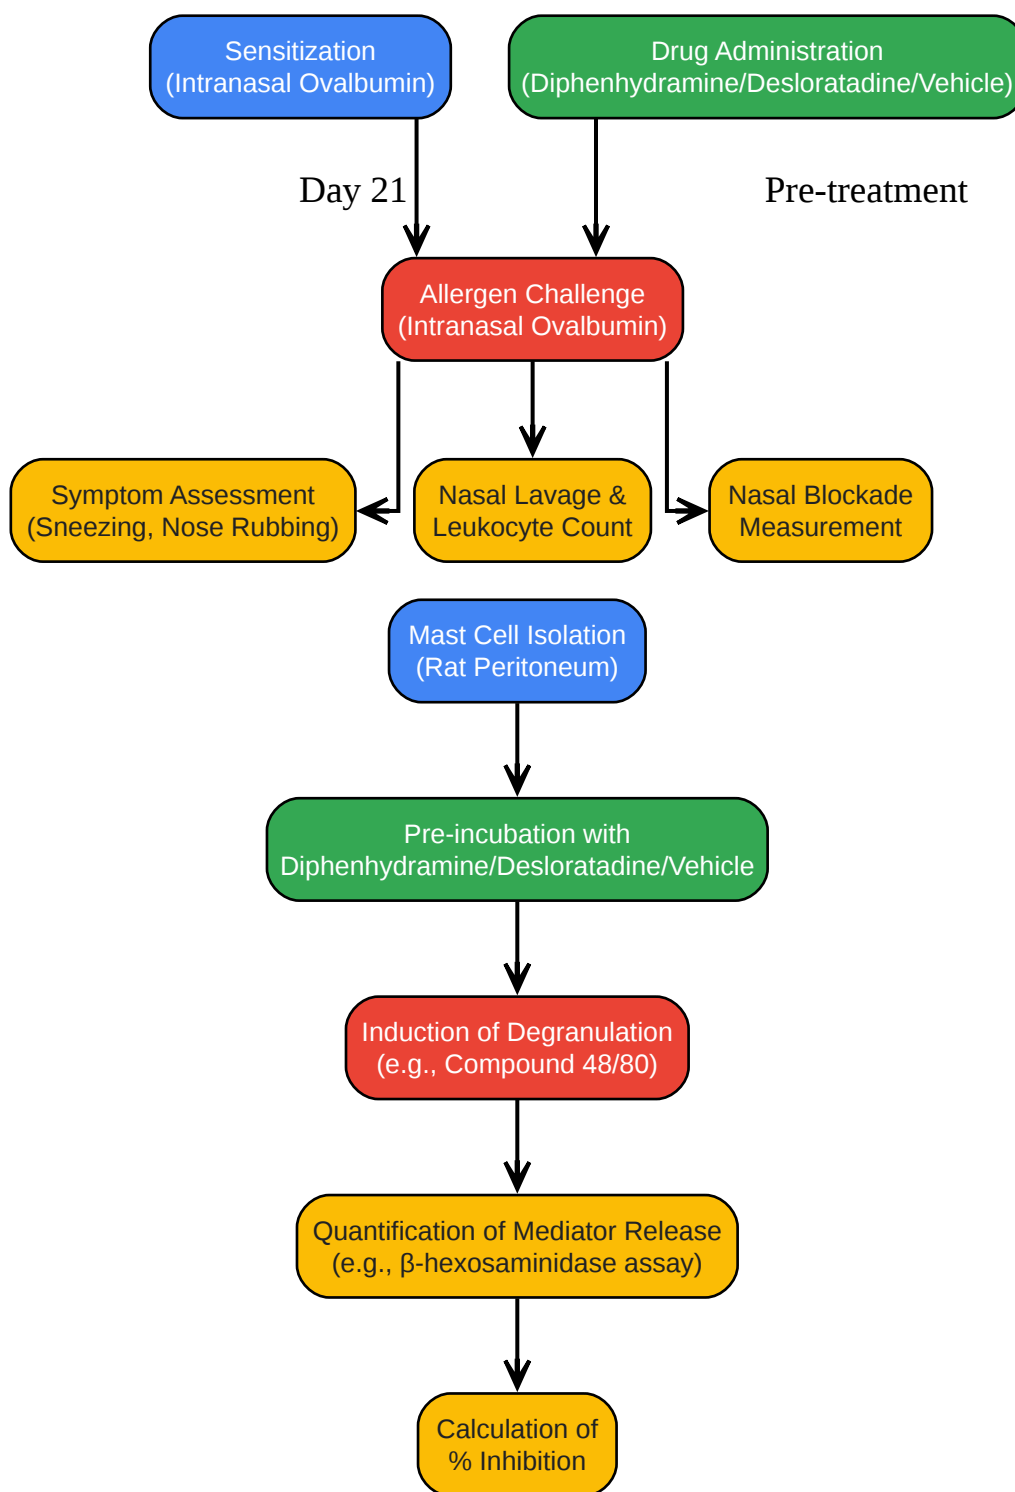 Sensitization
(Intranasal Ovalbumin)
Drug Administration
(Diphenhydramine/Desloratadine/Vehicle)
Day 21
Pre-treatment
Allergen Challenge
(Intranasal Ovalbumin)
Symptom Assessment
(Sneezing, Nose Rubbing)
Nasal Lavage &
Leukocyte Count
Nasal Blockade
Measurement
Mast Cell Isolation
(Rat Peritoneum)
Pre-incubation with
Diphenhydramine/Desloratadine/Vehicle
Induction of Degranulation
(e.g., Compound 48/80)
Quantification of Mediator Release
(e.g., β-hexosaminidase assay)
Calculation of
% Inhibition